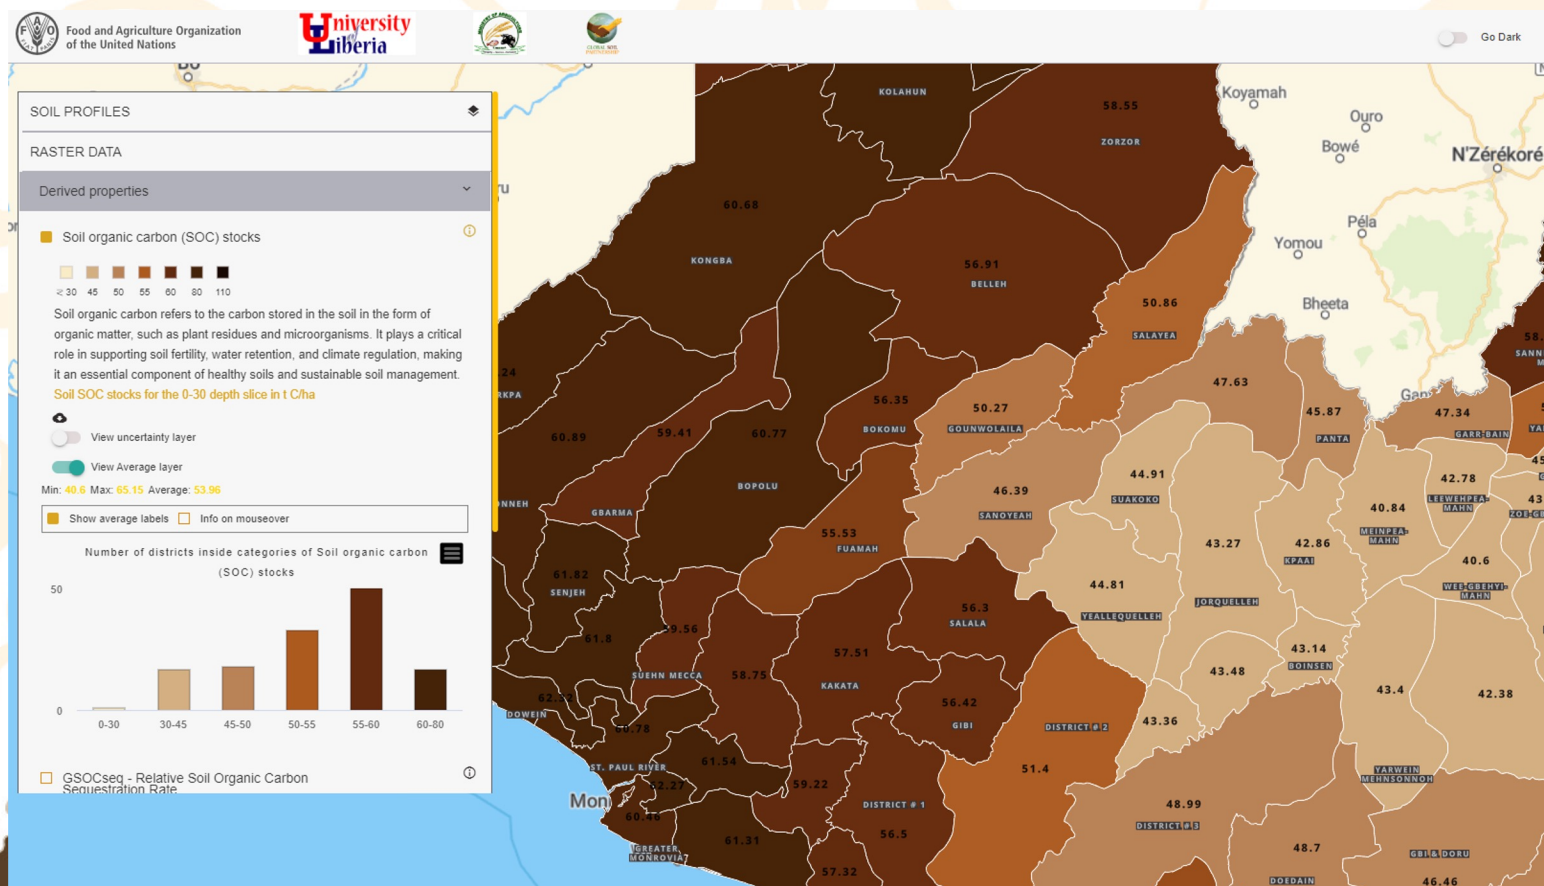 Food and Agriculture Organization
of the United Nations
University
of Liberia
Go Dark
SOIL PROFILES
RASTER DATA
Derived properties
Soil organic carbon (SOC) stocks
≤ 30 45 50 55 60 80 110
Soil organic carbon refers to the carbon stored in the soil in the form of
organic matter, such as plant residues and microorganisms. It plays a critical
role in supporting soil fertility, water retention, and climate regulation, making
it an essential component of healthy soils and sustainable soil management.
Soil SOC stocks for the 0-30 depth slice in t C/ha
View uncertainty layer
View Average layer
Min: 40.6 Max: 65.15 Average: 53.96
Show average labels Info on mouseover
Number of districts inside categories of Soil organic carbon
(SOC) stocks
50
0
0-30 30-45 45-50 50-55 55-60 60-80
GSOCseq - Relative Soil Organic Carbon
Sequestration Rate
KOLAHUN
58.55
ZORZOR
Koyamah
Ouro
Bowé
N'Zérékoré
60.68
KONGBA
56.91
BELLEH
Péla
Yomou
Bheeta
50.86
SALAYEA
47.63
45.87
PANTA
47.34
GARR-BAIN
60.89
59.41
GBARMA
60.77
BOPOLU
56.35
BOKOMU
50.27
GOUNWOLAILA
46.39
SANOYEAH
44.91
SUAKOKO
42.78
LEEWEHPEA-
MAHN
40.84
MEINPEA-
MAHN
55.53
FUAMAH
43.27
JORQUELLEH
42.86
KPAAI
40.6
WEE-GBEHYI-
MAHN
61.82
SENJEH
44.81
YEALLEQUELLEH
56.3
SALALA
61.8
59.56
SUEHN MECCA
58.75
57.51
KAKATA
43.14
BOINSEN
43.48
43.4
42.38
DOWEIN
56.42
GIBI
43.36
DISTRICT # 2
51.4
60.78
61.54
ST. PAUL RIVER
62.27
59.22
YARWEIN
MEHNSONNOH
Mon
60.46
DISTRICT # 1
56.5
48.99
DISTRICT # 3
61.31
GREATER
MONROVIA
48.7
DOEDAIN
GBI & DORU
57.32
46.46